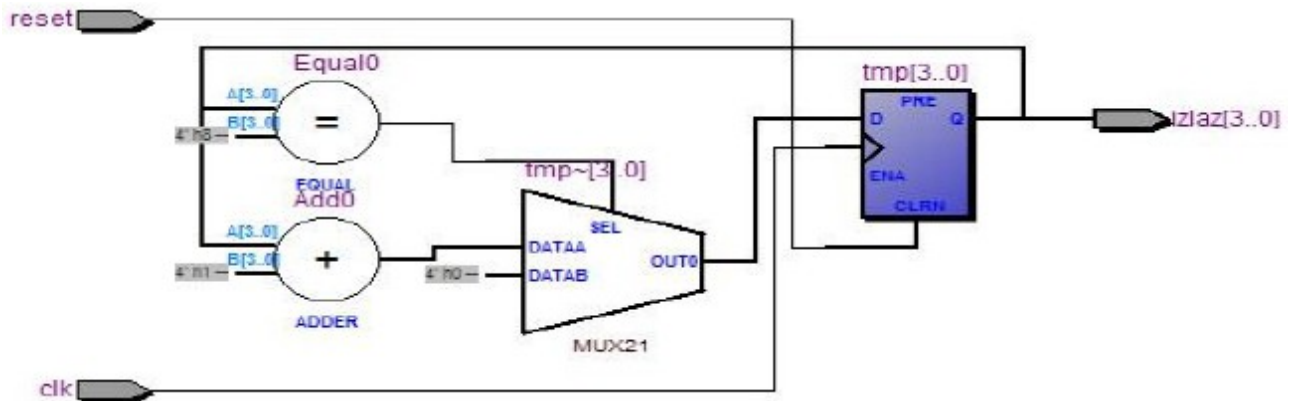 reset
Equal0
A[3..0]
B[3..0]
=
EQUAL
Add0
A[3..0]
B[3..0]
4' h1
+
ADDER
tmp~[3..0]
SEL
DATAA
4' h0
DATAB
OUT0
MUX21
tmp[3..0]
PRE
D
Q
ENA
CLRN
izlaz[3..0]
clk